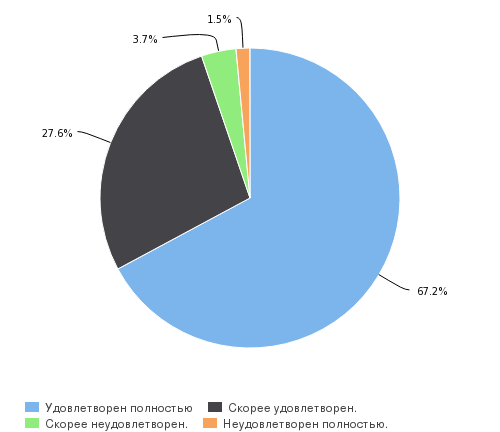 1.5%
3.7%
27.6%
67.2%
Удовлетворен полностью
Скорее удовлетворен.
Скорее неудовлетворен.
Неудовлетворен полностью.